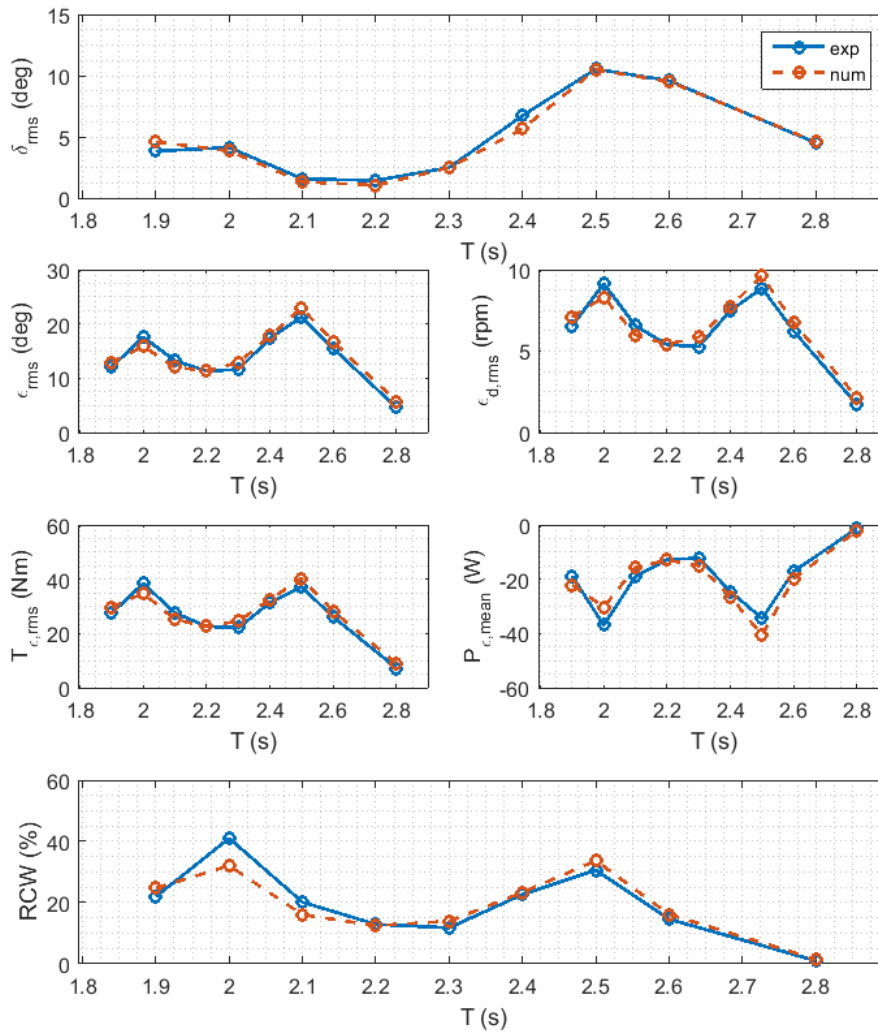 15
10
5
0
δrms (deg)
exp
num
1.8 1.9 2 2.1 2.2 2.3 2.4 2.5 2.6 2.7 2.8
T (s)
30
20
10
0
ϵrms (deg)
1.8 2 2.2 2.4 2.6 2.8
T (s)
10
5
0
ϵd,rms (rpm)
1.8 2 2.2 2.4 2.6 2.8
T (s)
60
40
20
0
Tϵ,rms (Nm)
1.8 2 2.2 2.4 2.6 2.8
T (s)
0
-20
-40
-60
Pϵ,mean (W)
1.8 2 2.2 2.4 2.6 2.8
T (s)
60
40
20
0
RCW (%)
1.8 1.9 2 2.1 2.2 2.3 2.4 2.5 2.6 2.7 2.8
T (s)